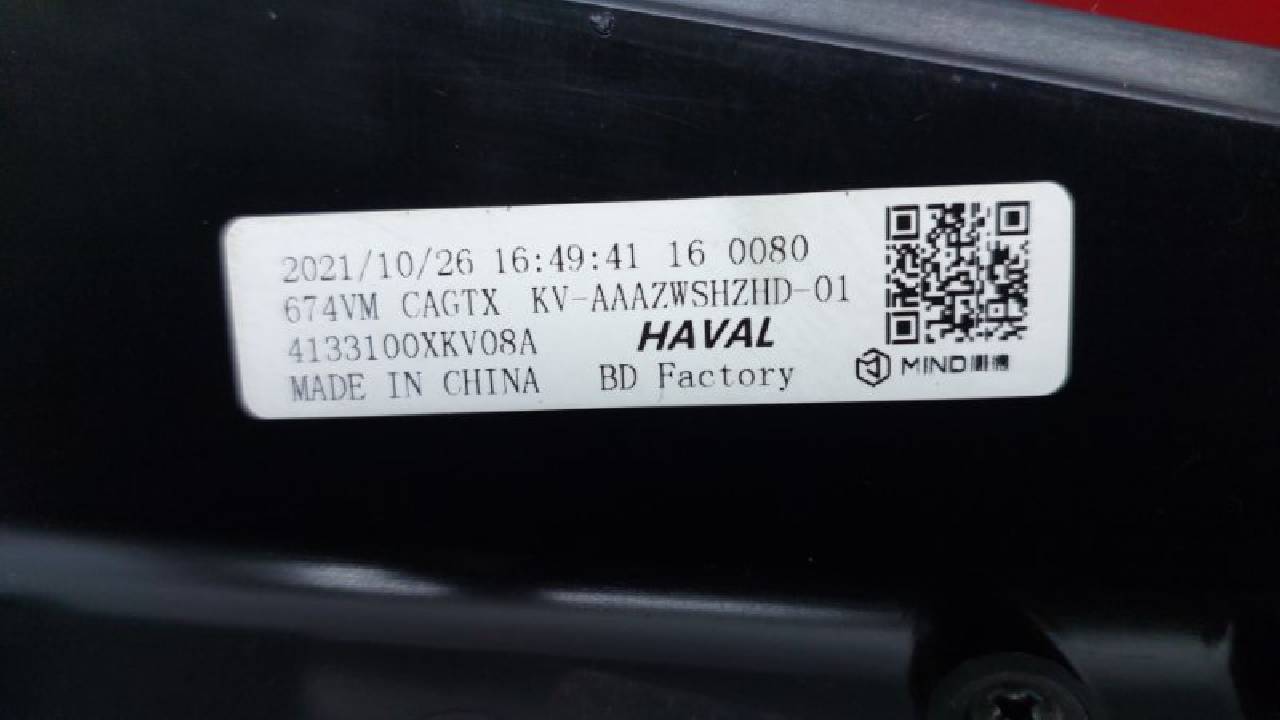 2021/10/26 16:49:41 16 0080
674VM CAGTX KV-AAAZWSHZHD-01
4133100XKV08A HAVAL
MADE IN CHINA BD Factory MIND